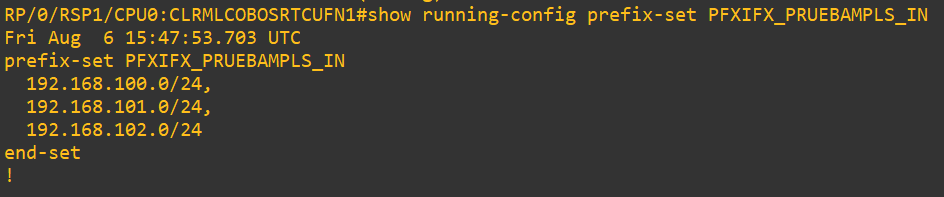 RP/0/RSP1/CPU0:CLRMLCOBOSRTCUFN1#show running-config prefix-set PFXIFX_PRUEBAMPLS_IN
Fri Aug  6 15:47:53.703 UTC
prefix-set PFXIFX_PRUEBAMPLS_IN
  192.168.100.0/24,
  192.168.101.0/24,
  192.168.102.0/24
end-set
!